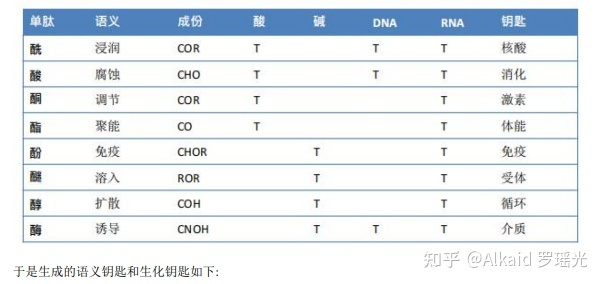 单肽 语义 成份 酸 碱 DNA RNA 钥匙
酰 浸润 COR T T T 核酸
酸 腐蚀 CHO T T T 消化
酮 调节 COR T T 激素
酯 聚能 CO T T 体能
酚 免疫 CHOR T T 免疫
醚 溶入 ROR T T 受体
醇 扩散 COH T T 循环
酶 诱导 CNOH T T T 介质
知乎 @Alkaid 罗瑶光
于是生成的语义钥匙和生化钥匙如下: